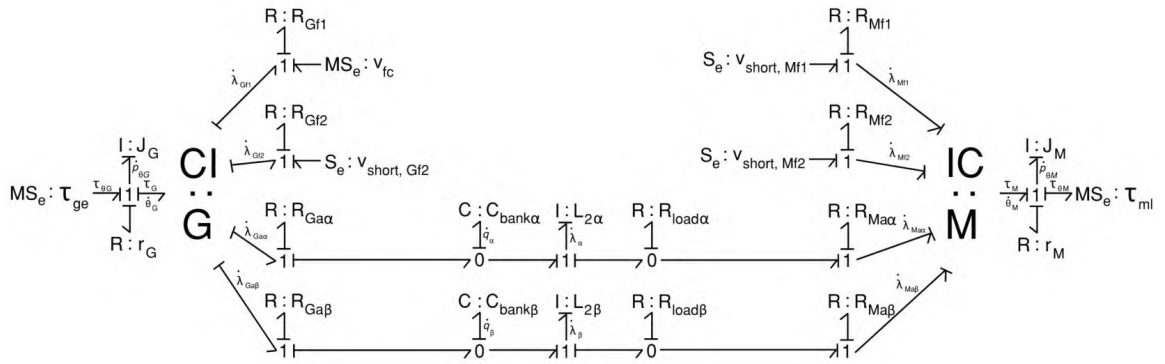 R : R_Gf1
R : R_Mf1
1 MS_e : v_fc
S_e : v_short, Mf1 1
λ̇_Gf1
λ̇_Mf1
R : R_Gf2
R : R_Mf2
λ̇_Gf2 1 S_e : v_short, Gf2
S_e : v_short, Mf2 1 λ̇_Mf2
I : J_G
CI
IC
I : J_M
ṗ_θG
ṗ_θM
MS_e : τ_ge τ_θG 1 τ_G θ̇_G
:
:
τ_M θ̇_M 1 τ_θM MS_e : τ_ml
R : r_G
G
M
R : r_M
R : R_Gaα
C : C_bankα
I : L_2α
R : R_loadα
R : R_Maα
λ̇_Gaα
q̇_α
λ̇_α
λ̇_Maα
1 0 1 0 1
R : R_Gaβ
C : C_bankβ
I : L_2β
R : R_loadβ
R : R_Maβ
λ̇_Gaβ
q̇_β
λ̇_β
λ̇_Maβ
1 0 1 0 1